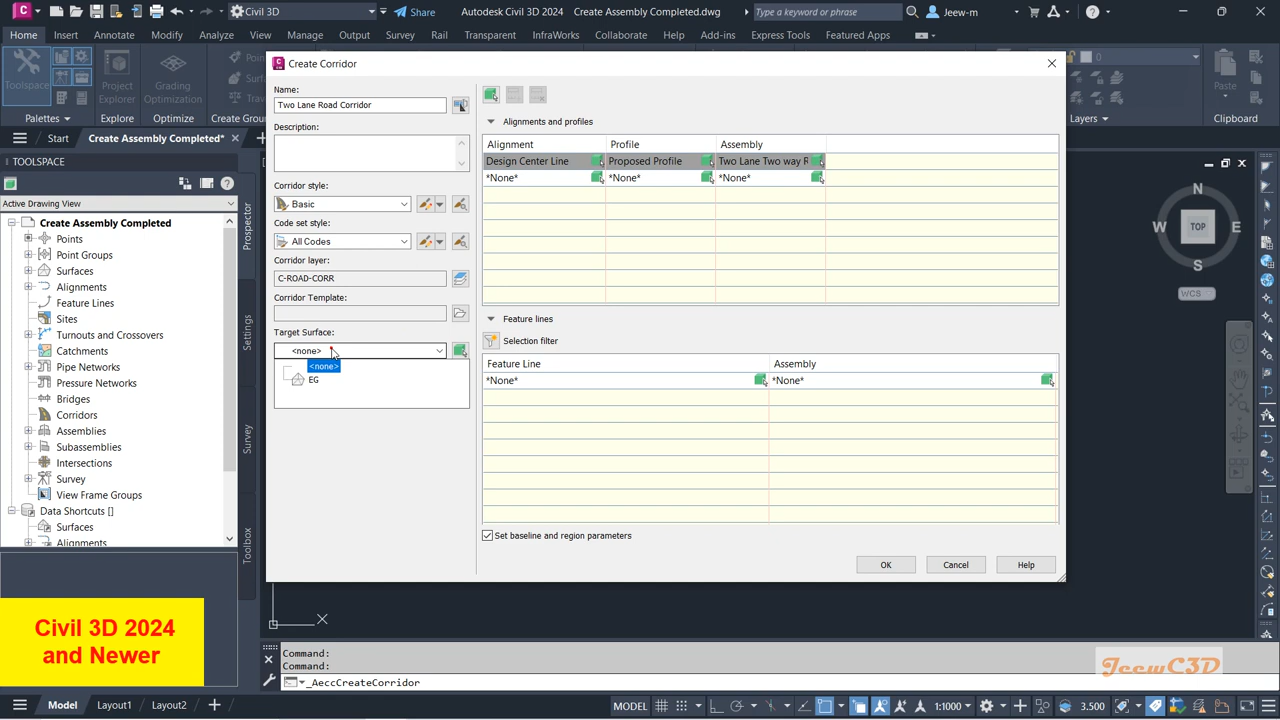 Civil 3D
Share
Autodesk Civil 3D 2024
Create Assembly Completed.dwg
Type a keyword or phrase
Jeew-m
Home
Insert
Annotate
Modify
Analyze
View
Manage
Output
Survey
Rail
Transparent
InfraWorks
Collaborate
Help
Add-ins
Express Tools
Featured Apps
Toolspace
Project
Explorer
Grading
Optimization
Palettes
Explore
Optimize
Layers
Paste
Clipboard
Start
Create Assembly Completed*
TOOLSPACE
Active Drawing View
Create Assembly Completed
Points
Point Groups
Surfaces
Alignments
Feature Lines
Sites
Turnouts and Crossovers
Catchments
Pipe Networks
Pressure Networks
Bridges
Corridors
Assemblies
Subassemblies
Intersections
Survey
View Frame Groups
Data Shortcuts []
Surfaces
Alignments
Prospector
Settings
Survey
Toolbox
Create Corridor
Name:
Two Lane Road Corridor
Description:
Corridor style:
Basic
Code set style:
All Codes
Corridor layer:
C-ROAD-CORR
Corridor Template:
Target Surface:
<none>
<none>
EG
Alignments and profiles
Alignment Profile Assembly
Design Center Line Proposed Profile Two Lane Two way R
*None* *None* *None*
Feature lines
Selection filter
Feature Line Assembly
*None* *None*
Set baseline and region parameters
OK
Cancel
Help
N
W TOP E
S
WCS
Civil 3D 2024
and Newer
Command:
Command:
_AeccCreateCorridor
JeewC3D
Model
Layout1
Layout2
MODEL
1:1000
3.500